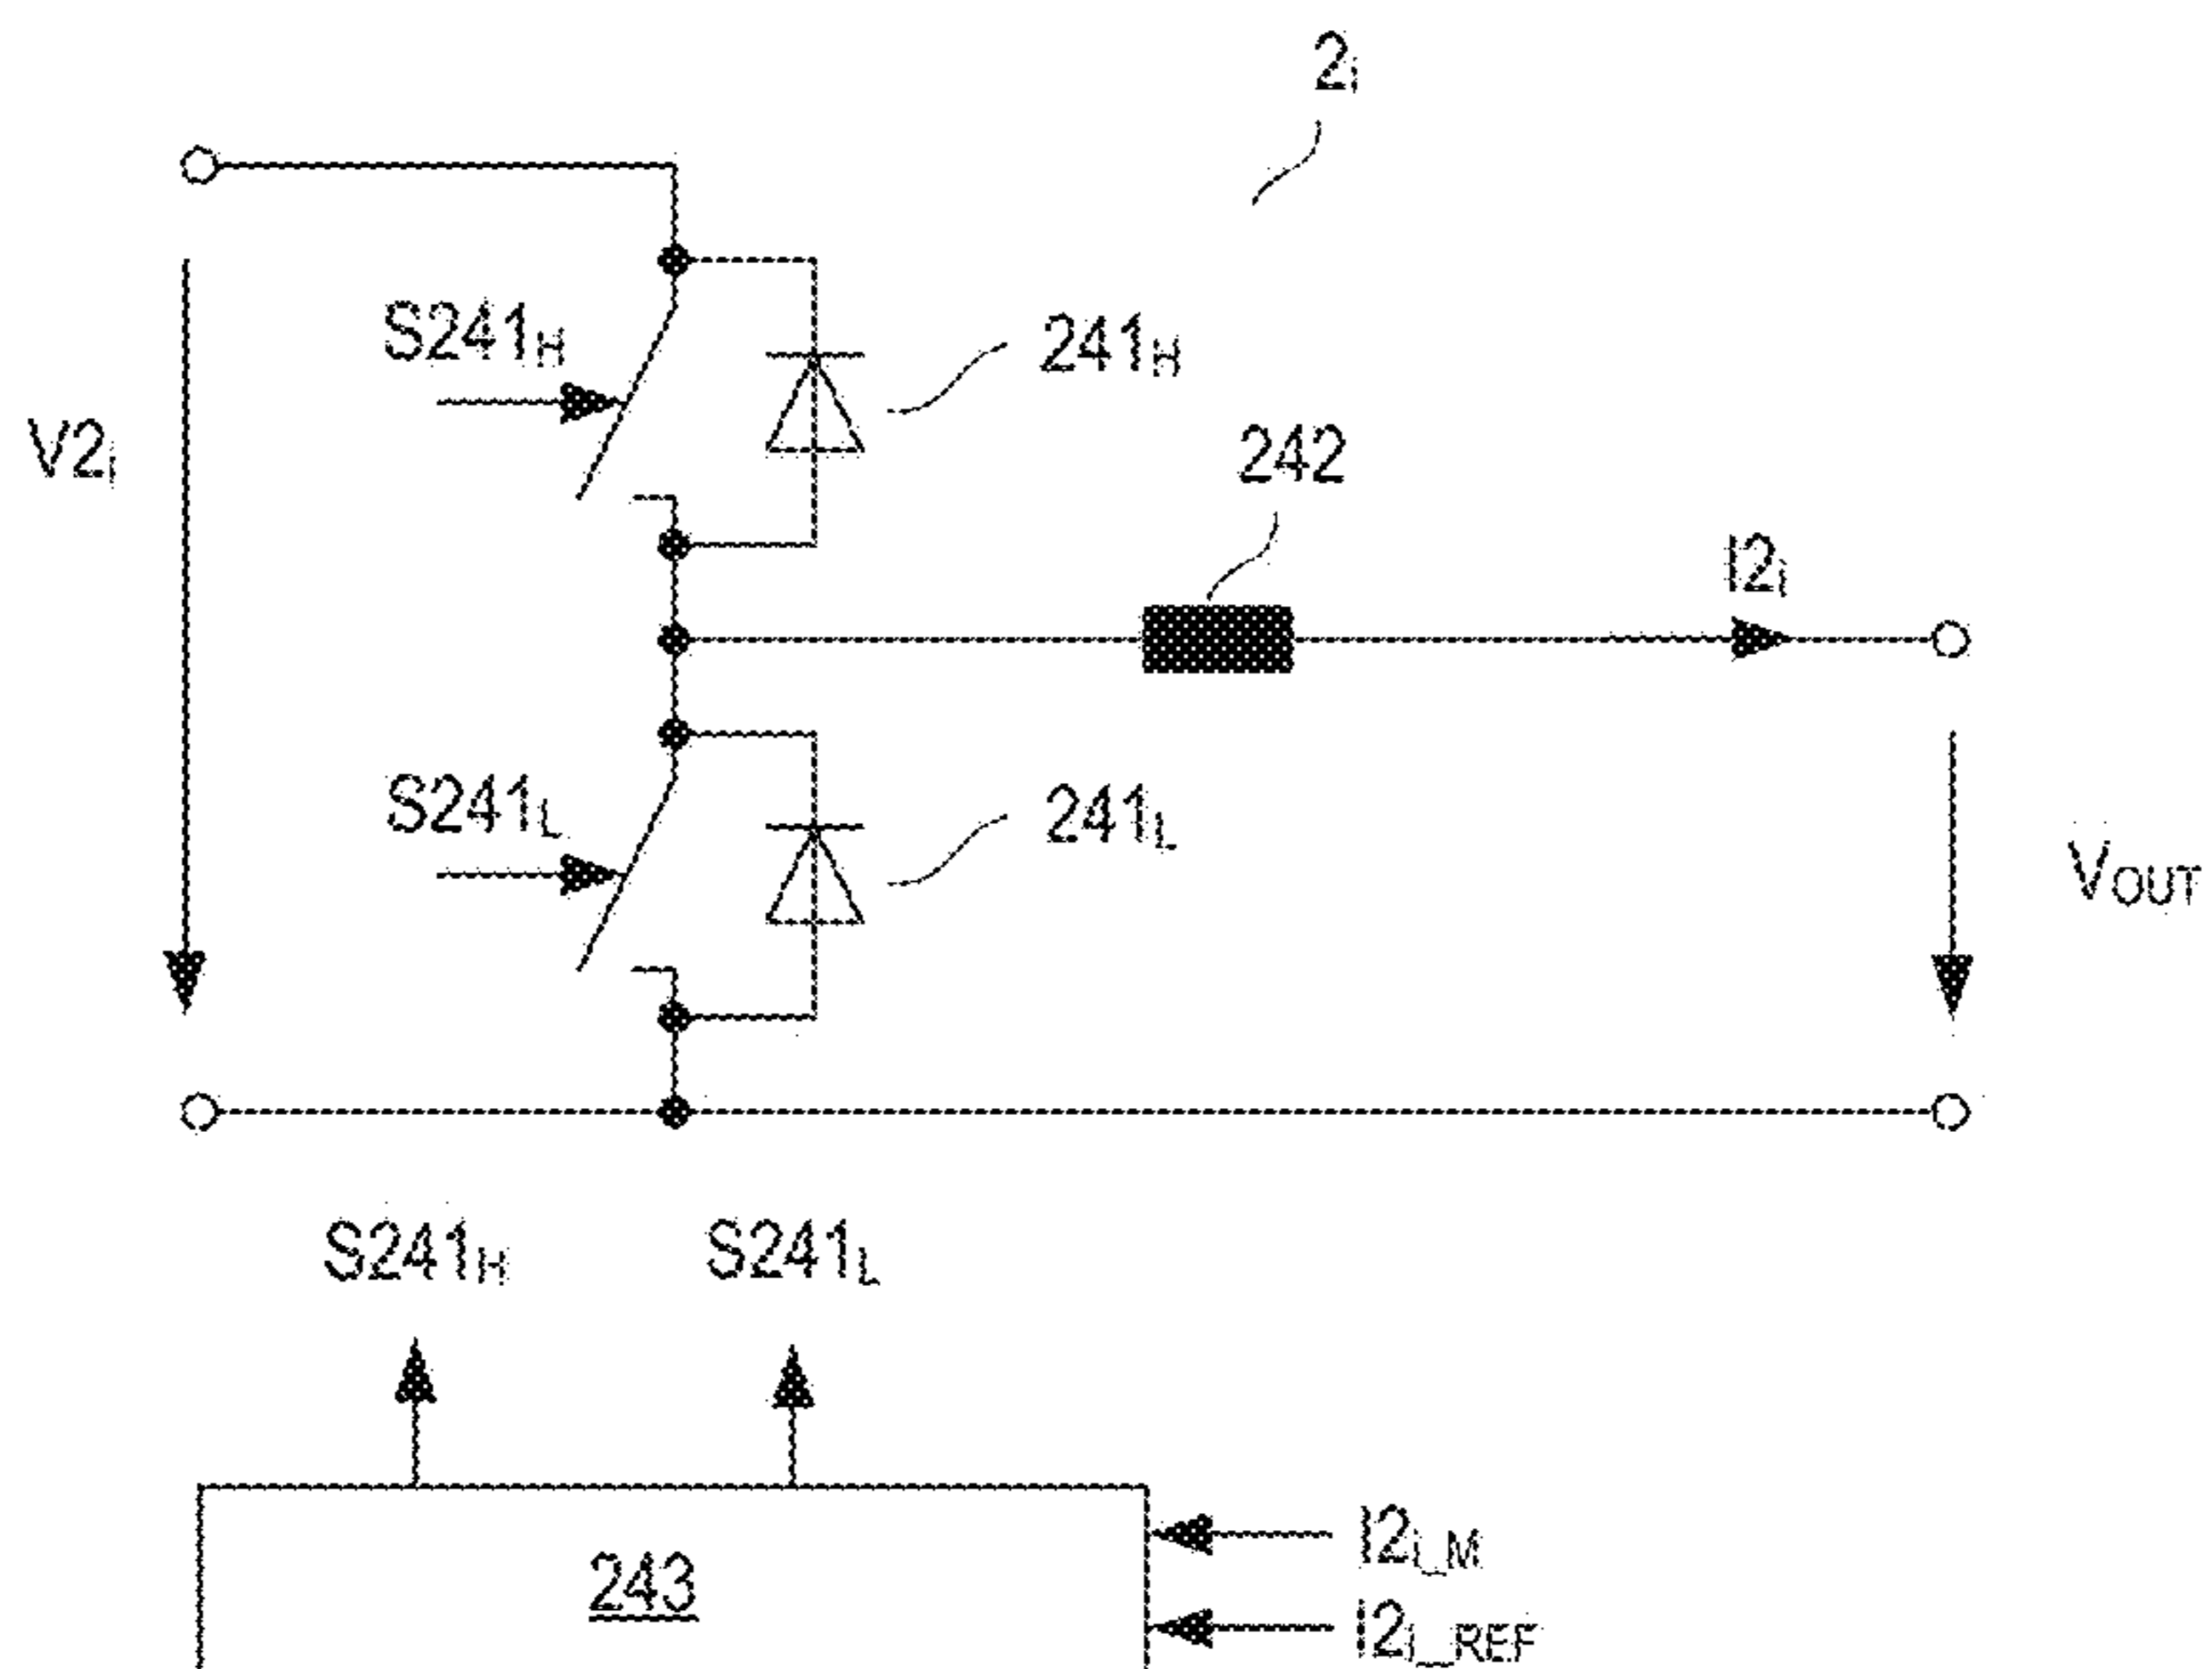 2i
S241H
241H
V2i
242
I2i
S241L
241L
VOUT
S241H
S241L
243
I2i_M
I2i_REF